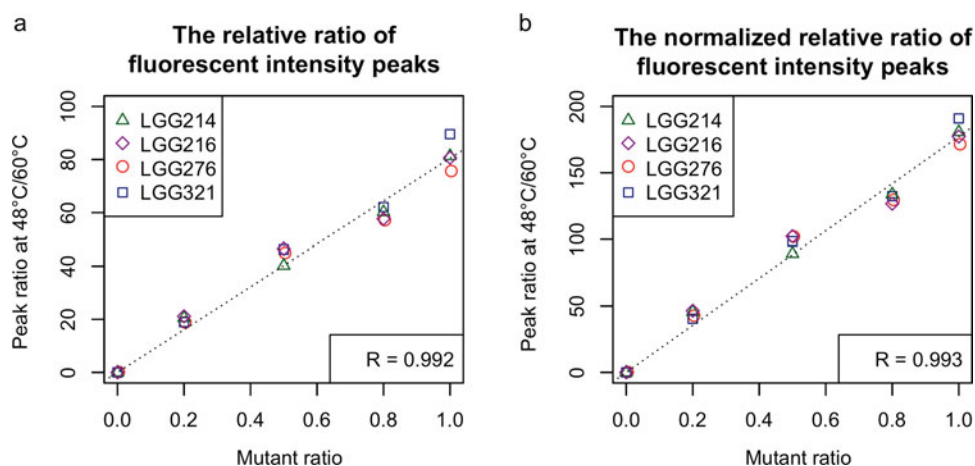 a
The relative ratio of
fluorescent intensity peaks
Peak ratio at 48°C/60°C
100
80
60
40
20
0
LGG214
LGG216
LGG276
LGG321
R = 0.992
0.0 0.2 0.4 0.6 0.8 1.0
Mutant ratio
b
The normalized relative ratio of
fluorescent intensity peaks
Peak ratio at 48°C/60°C
200
150
100
50
0
LGG214
LGG216
LGG276
LGG321
R = 0.993
0.0 0.2 0.4 0.6 0.8 1.0
Mutant ratio